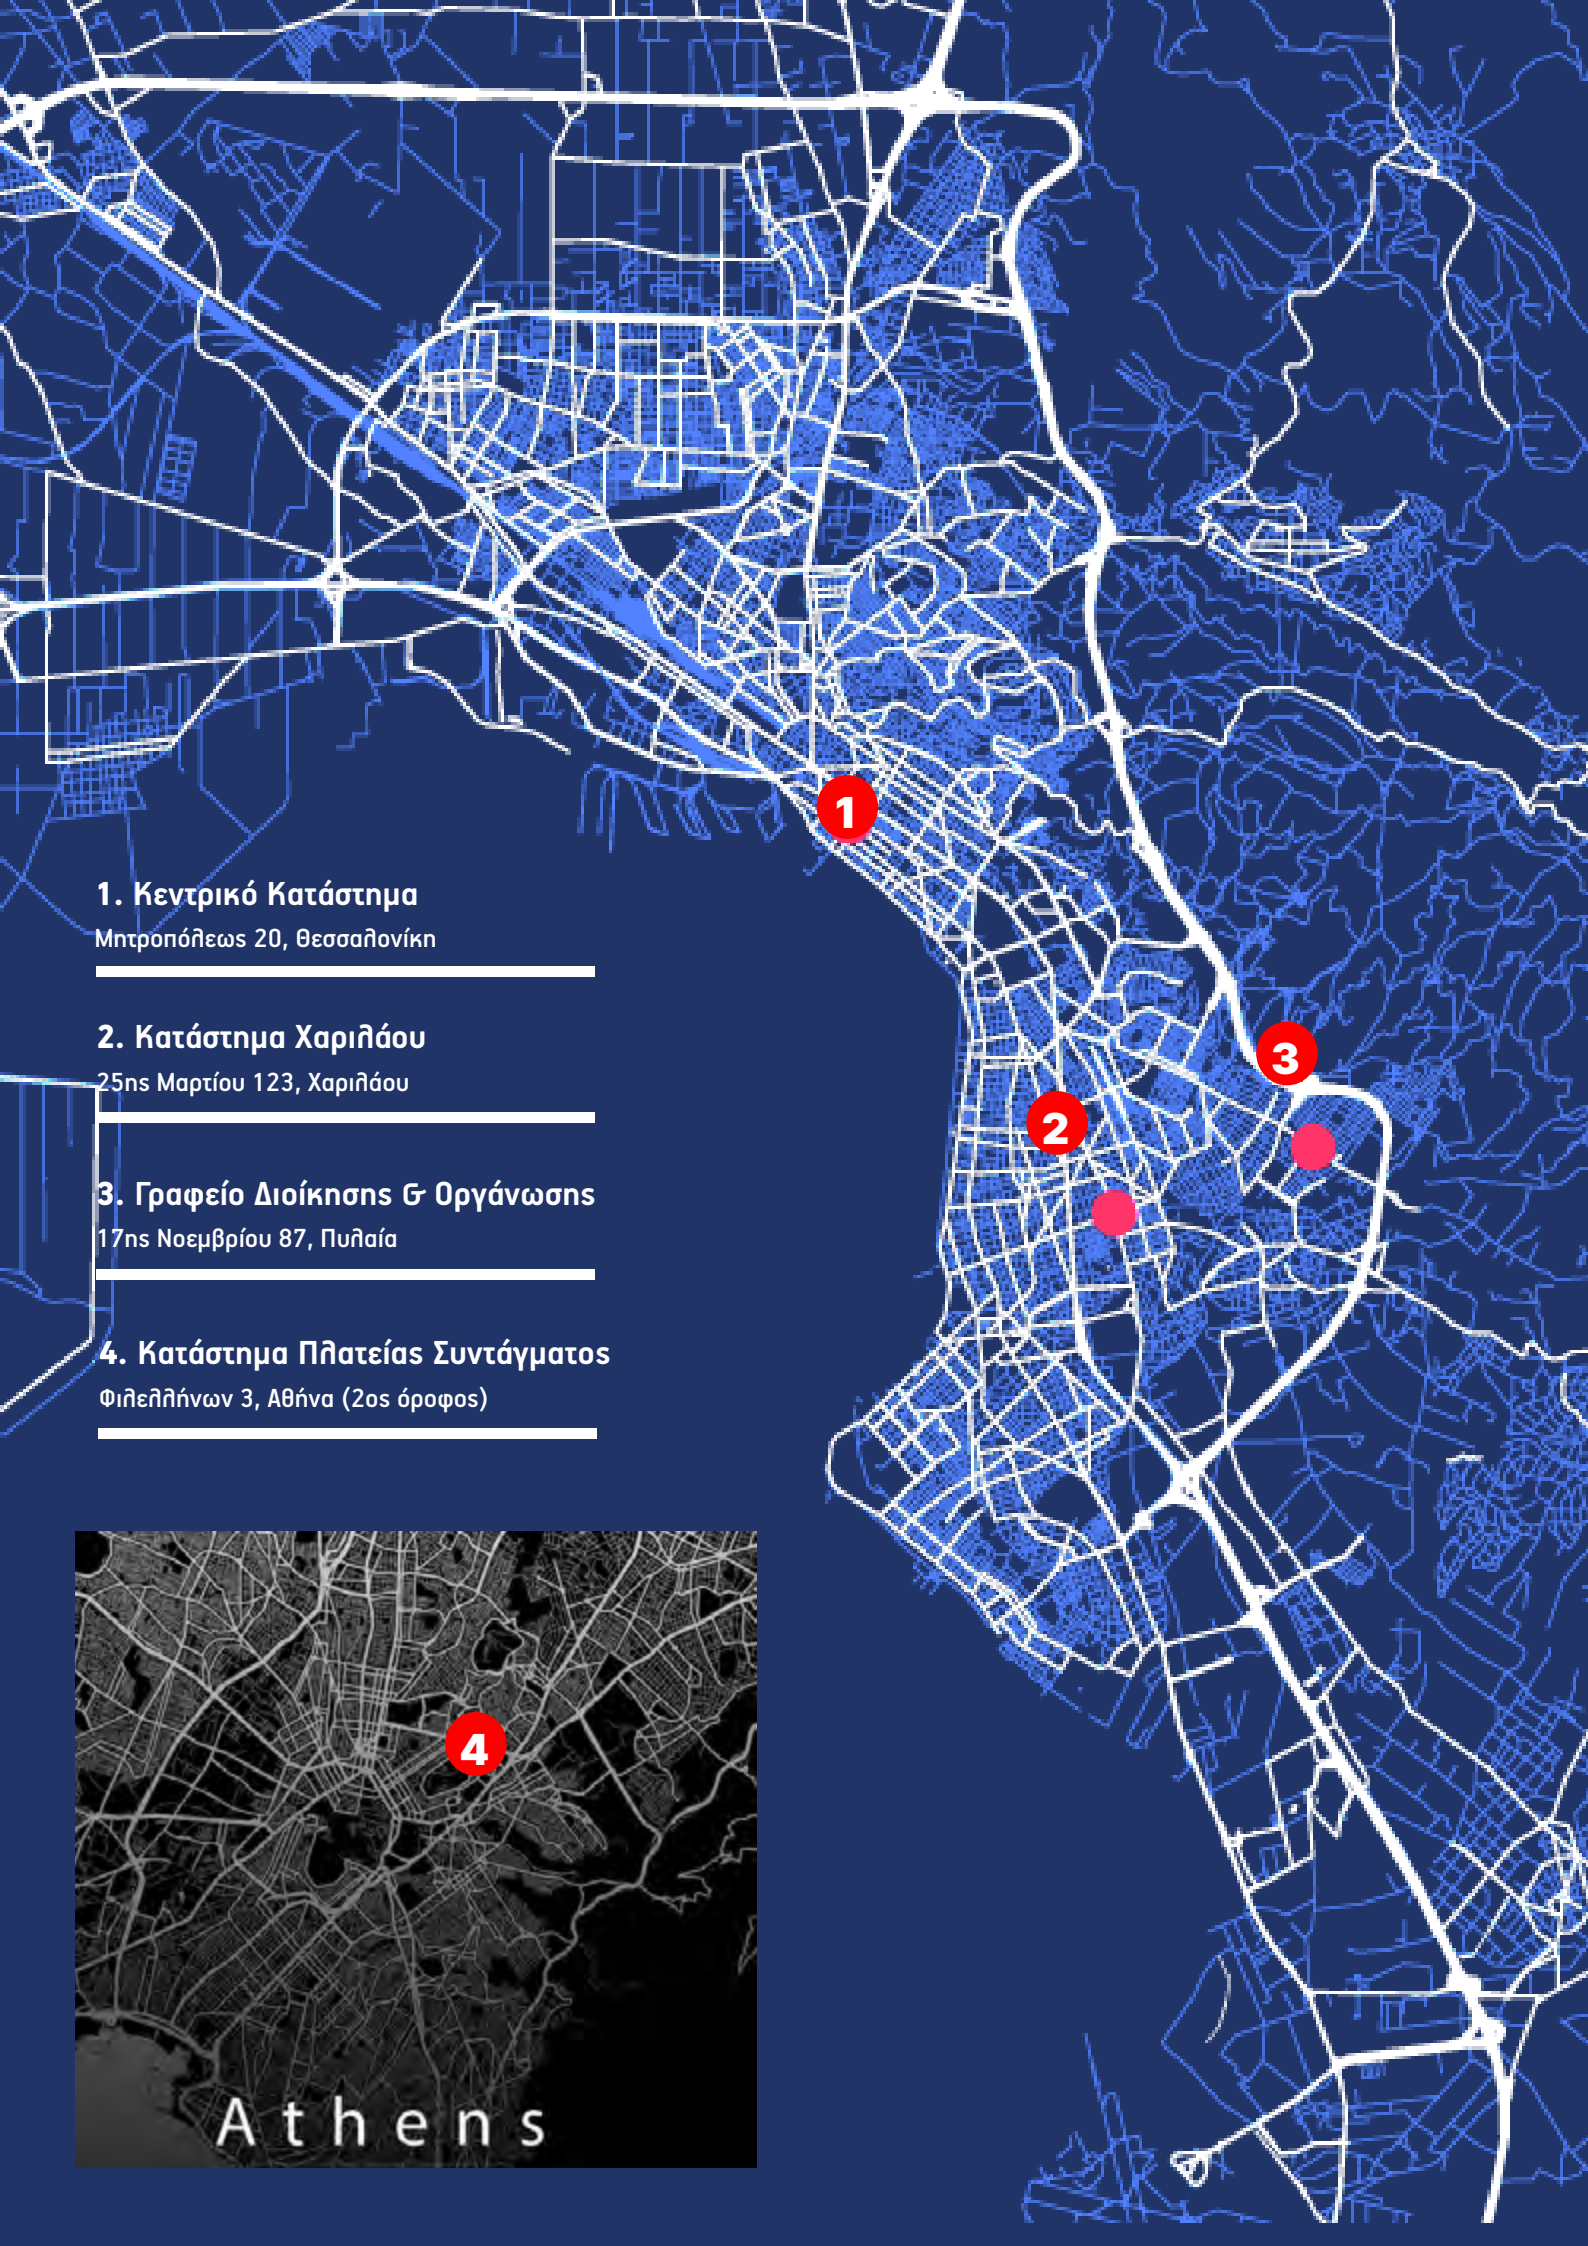 1
1. Κεντρικό Κατάστημα
Μητροπόλεως 20, Θεσσαλονίκη
2. Κατάστημα Χαριλάου
25ης Μαρτίου 123, Χαριλάου
3
2
3. Γραφείο Διοίκησης & Οργάνωσης
17ης Νοεμβρίου 87, Πυλαία
4. Κατάστημα Πλατείας Συντάγματος
Φιλελλήνων 3, Αθήνα (2ος όροφος)
4
Athens